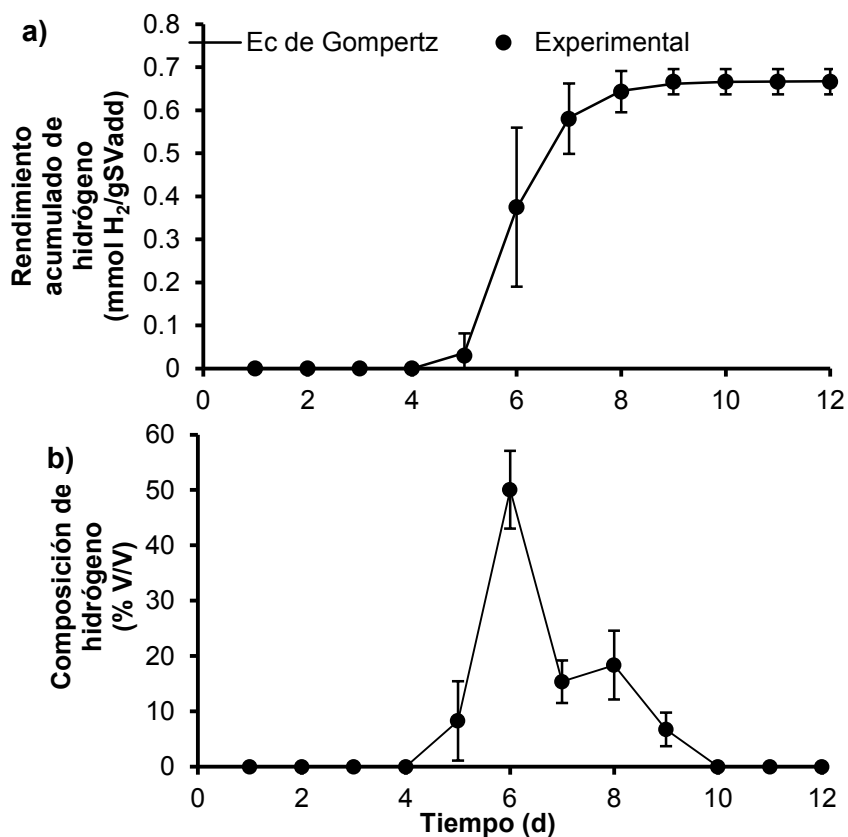 a)
Ec de Gompertz
Experimental
Rendimiento
acumulado de
hidrógeno
(mmol H₂/gSVadd)
0.8
0.7
0.6
0.5
0.4
0.3
0.2
0.1
0
0 2 4 6 8 10 12
b)
Composición de
hidrógeno
(% V/V)
60
50
40
30
20
10
0
0 2 4 6 8 10 12
Tiempo (d)